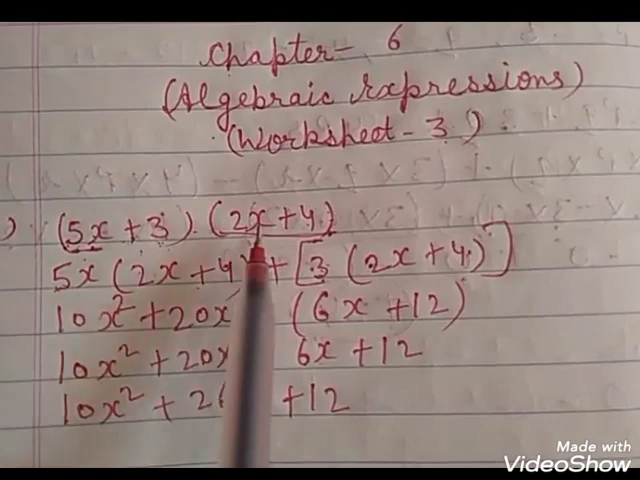 Chapter - 6
(Algebraic Expressions)
(Worksheet - 3)
) (5x + 3) (2x + 4)
5x (2x + 4) + [3 (2x + 4)]
10x² + 20x (6x + 12)
10x² + 20x 6x + 12
10x² + 26 + 12
Made with
VideoShow